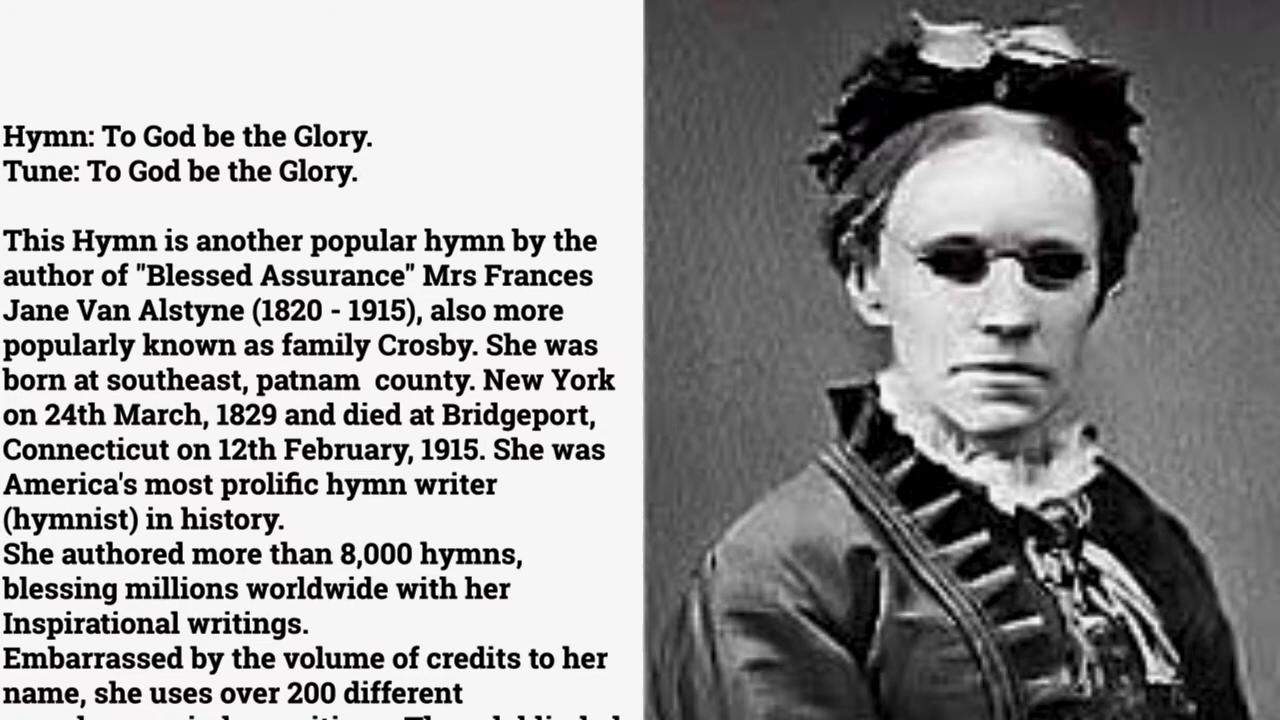 Hymn: To God be the Glory.
Tune: To God be the Glory.
This Hymn is another popular hymn by the
author of "Blessed Assurance" Mrs Frances
Jane Van Alstyne (1820 - 1915), also more
popularly known as family Crosby. She was
born at southeast, patnam  county. New York
on 24th March, 1829 and died at Bridgeport,
Connecticut on 12th February, 1915. She was
America's most prolific hymn writer
(hymnist) in history.
She authored more than 8,000 hymns,
blessing millions worldwide with her
Inspirational writings.
Embarrassed by the volume of credits to her
name, she uses over 200 different